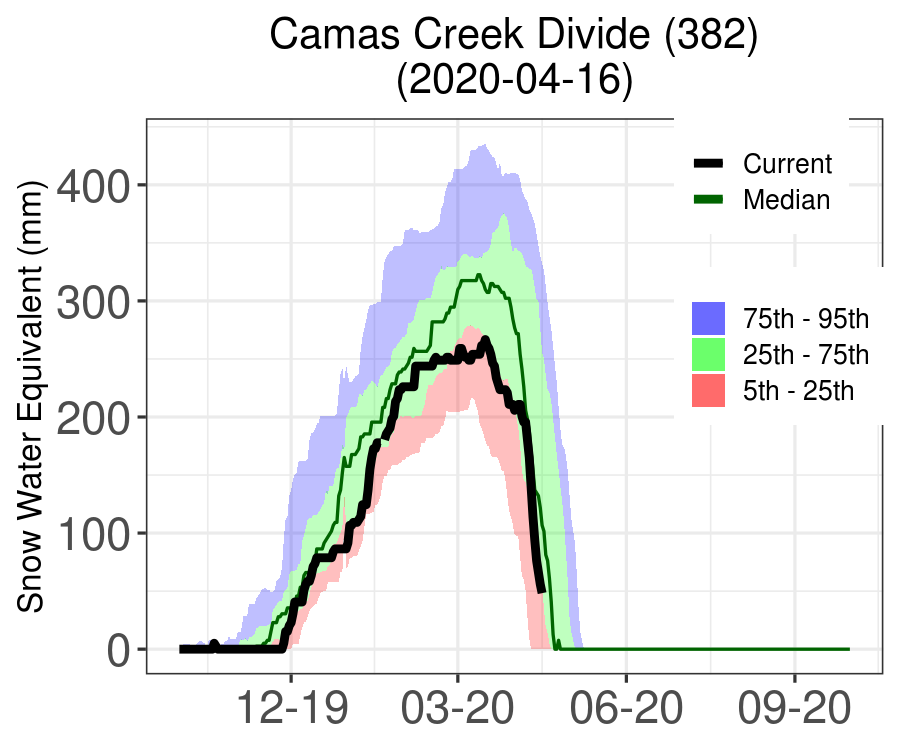 Camas Creek Divide (382)
(2020-04-16)
Snow Water Equivalent (mm)
400
300
200
100
0
12-19
03-20
06-20
09-20
Current
Median
75th - 95th
25th - 75th
5th - 25th